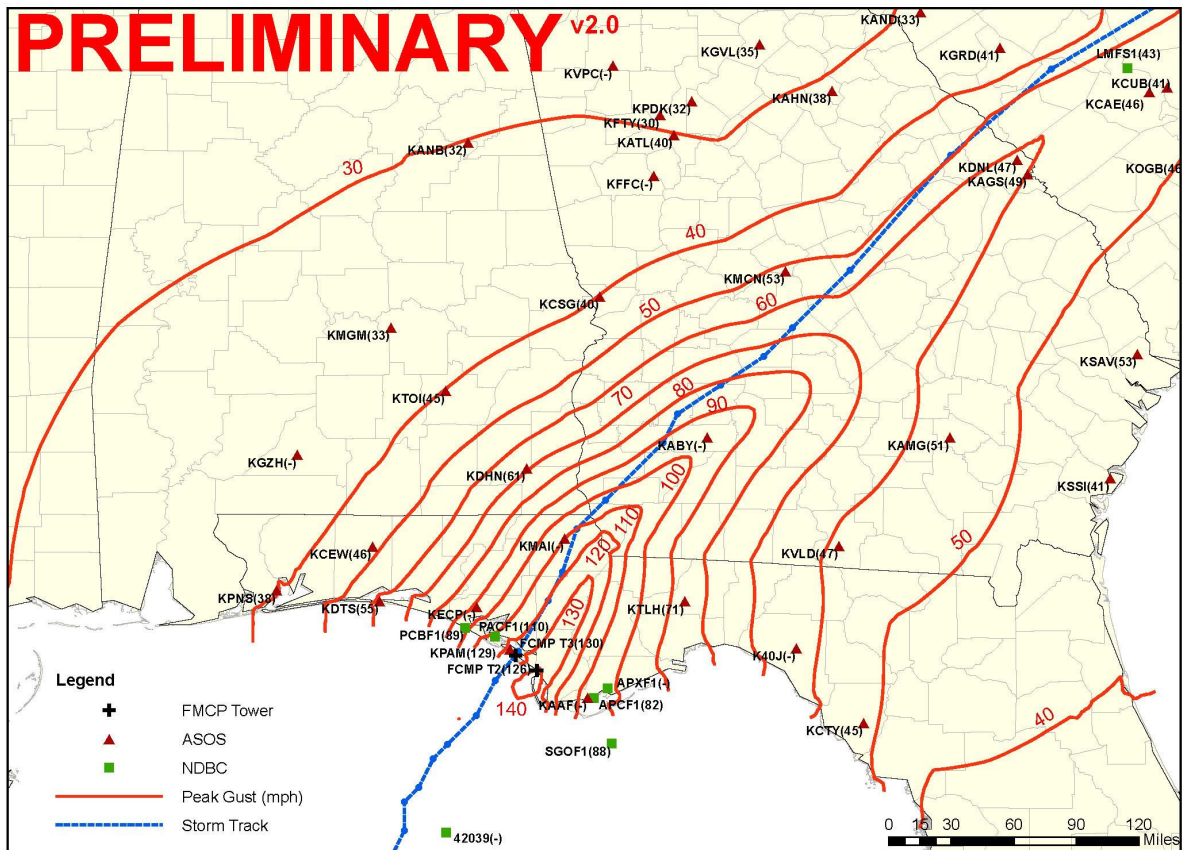 PRELIMINARY v2.0
KAND(33)
KGVL(35)
KGRD(41)
LMFS1(43)
KVPC(-)
KCUB(41)
KAHN(38)
KCAE(46)
KPDK(32)
KFTY(30)
KATL(40)
KANB(32)
30
KFFC(-)
KDNL(47)
KAGS(49)
KOGB(46
40
KMCN(53)
KCSG(40)
50
60
KMGM(33)
KSAV(53)
KTOI(45)
70
80
90
KABY(-)
KAMG(51)
KGZH(-)
KDHN(61)
100
KSSI(41)
110
KMAI(-)
KCEW(46)
120
KVLD(47)
50
KPNS(38)
KDTS(55)
KECP(-)
130
KTLH(71)
PACF1(110)
PCBF1(89)
FCMP T3(130)
KPAM(129)
K40J(-)
FCMP T2(126)
APXF1(-)
KAAF(-)
APCF1(82)
140
40
KCTY(45)
SGOF1(88)
42039(-)
Legend
FMCP Tower
ASOS
NDBC
Peak Gust (mph)
Storm Track
0 15 30 60 90 120
Miles